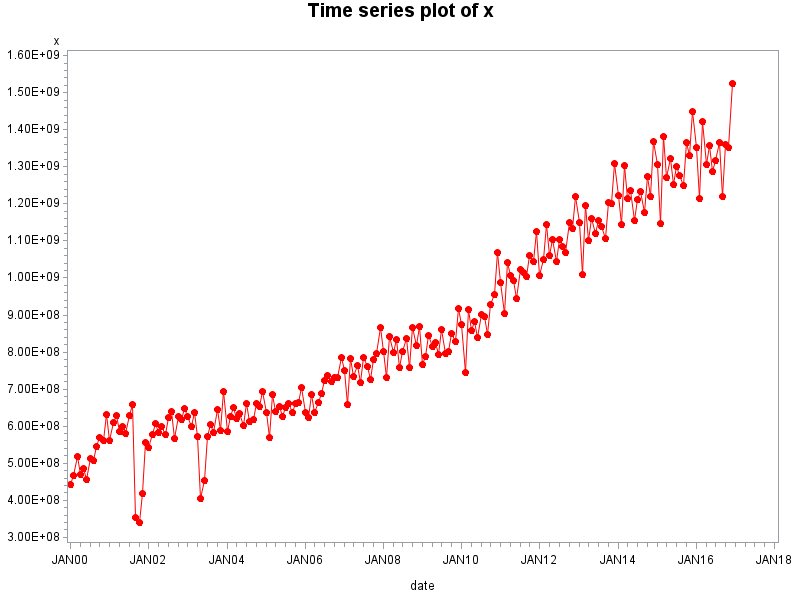 Time series plot of x
x
1.60E+09
1.50E+09
1.40E+09
1.30E+09
1.20E+09
1.10E+09
1.00E+09
9.00E+08
8.00E+08
7.00E+08
6.00E+08
5.00E+08
4.00E+08
3.00E+08
JAN00 JAN02 JAN04 JAN06 JAN08 JAN10 JAN12 JAN14 JAN16 JAN18
date